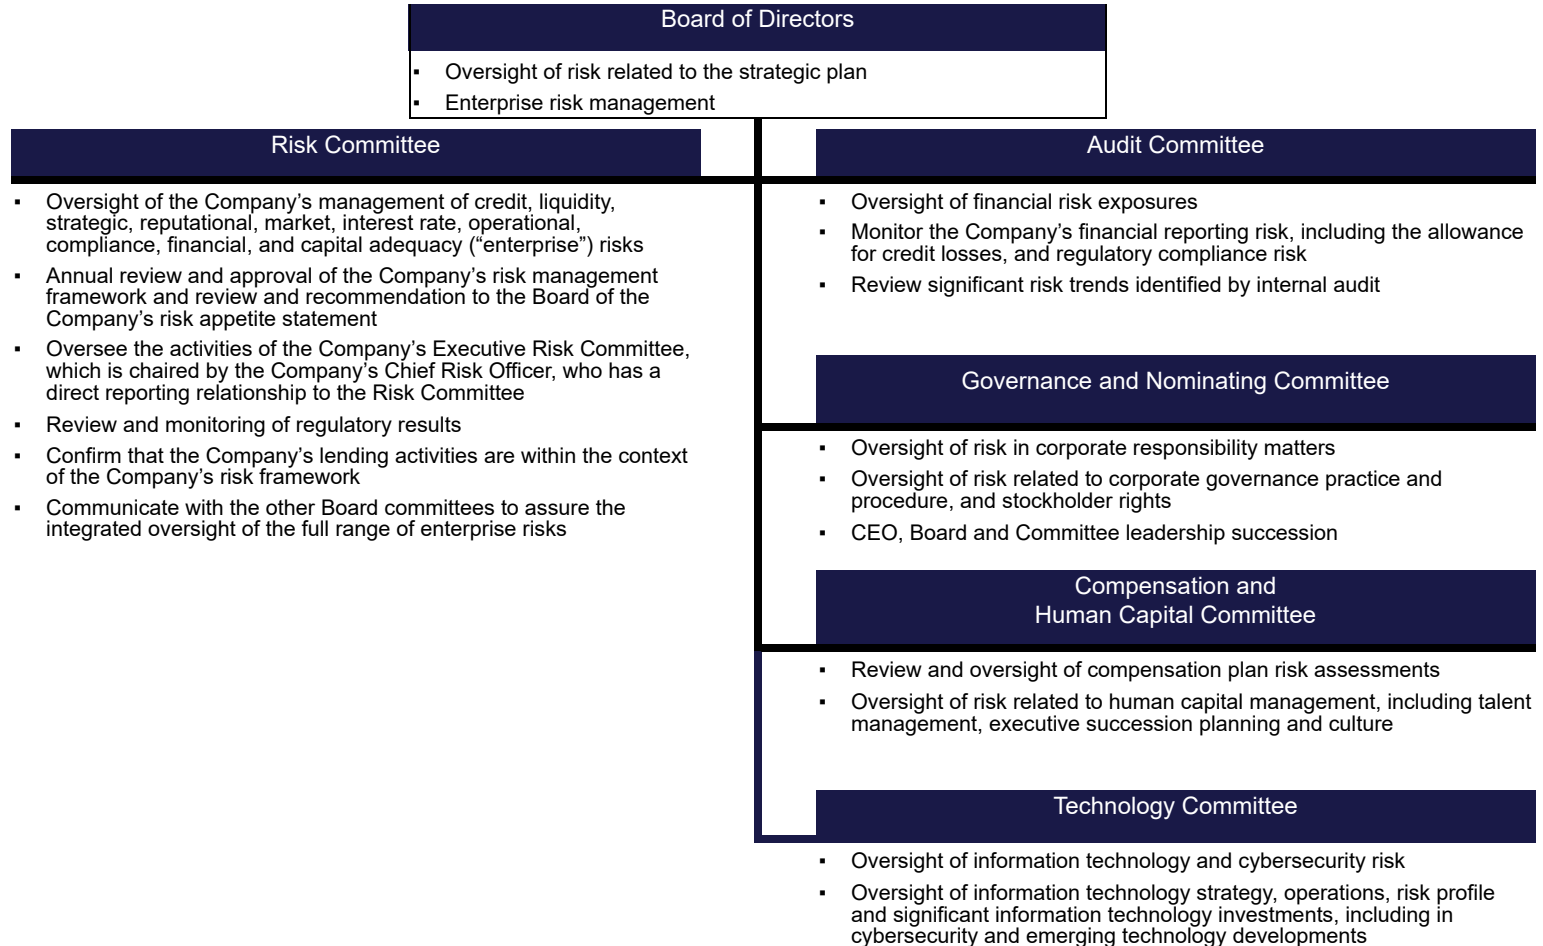 Board of Directors
▪ Oversight of risk related to the strategic plan
▪ Enterprise risk management
Risk Committee
▪ Oversight of the Company’s management of credit, liquidity,
strategic, reputational, market, interest rate, operational,
compliance, financial, and capital adequacy (“enterprise”) risks
▪ Annual review and approval of the Company’s risk management
framework and review and recommendation to the Board of the
Company’s risk appetite statement
▪ Oversee the activities of the Company’s Executive Risk Committee,
which is chaired by the Company’s Chief Risk Officer, who has a
direct reporting relationship to the Risk Committee
▪ Review and monitoring of regulatory results
▪ Confirm that the Company’s lending activities are within the context
of the Company’s risk framework
▪ Communicate with the other Board committees to assure the
integrated oversight of the full range of enterprise risks
Audit Committee
▪ Oversight of financial risk exposures
▪ Monitor the Company’s financial reporting risk, including the allowance
for credit losses, and regulatory compliance risk
▪ Review significant risk trends identified by internal audit
Governance and Nominating Committee
▪ Oversight of risk in corporate responsibility matters
▪ Oversight of risk related to corporate governance practice and
procedure, and stockholder rights
▪ CEO, Board and Committee leadership succession
Compensation and
Human Capital Committee
▪ Review and oversight of compensation plan risk assessments
▪ Oversight of risk related to human capital management, including talent
management, executive succession planning and culture
Technology Committee
▪ Oversight of information technology and cybersecurity risk
▪ Oversight of information technology strategy, operations, risk profile
and significant information technology investments, including in
cybersecurity and emerging technology developments